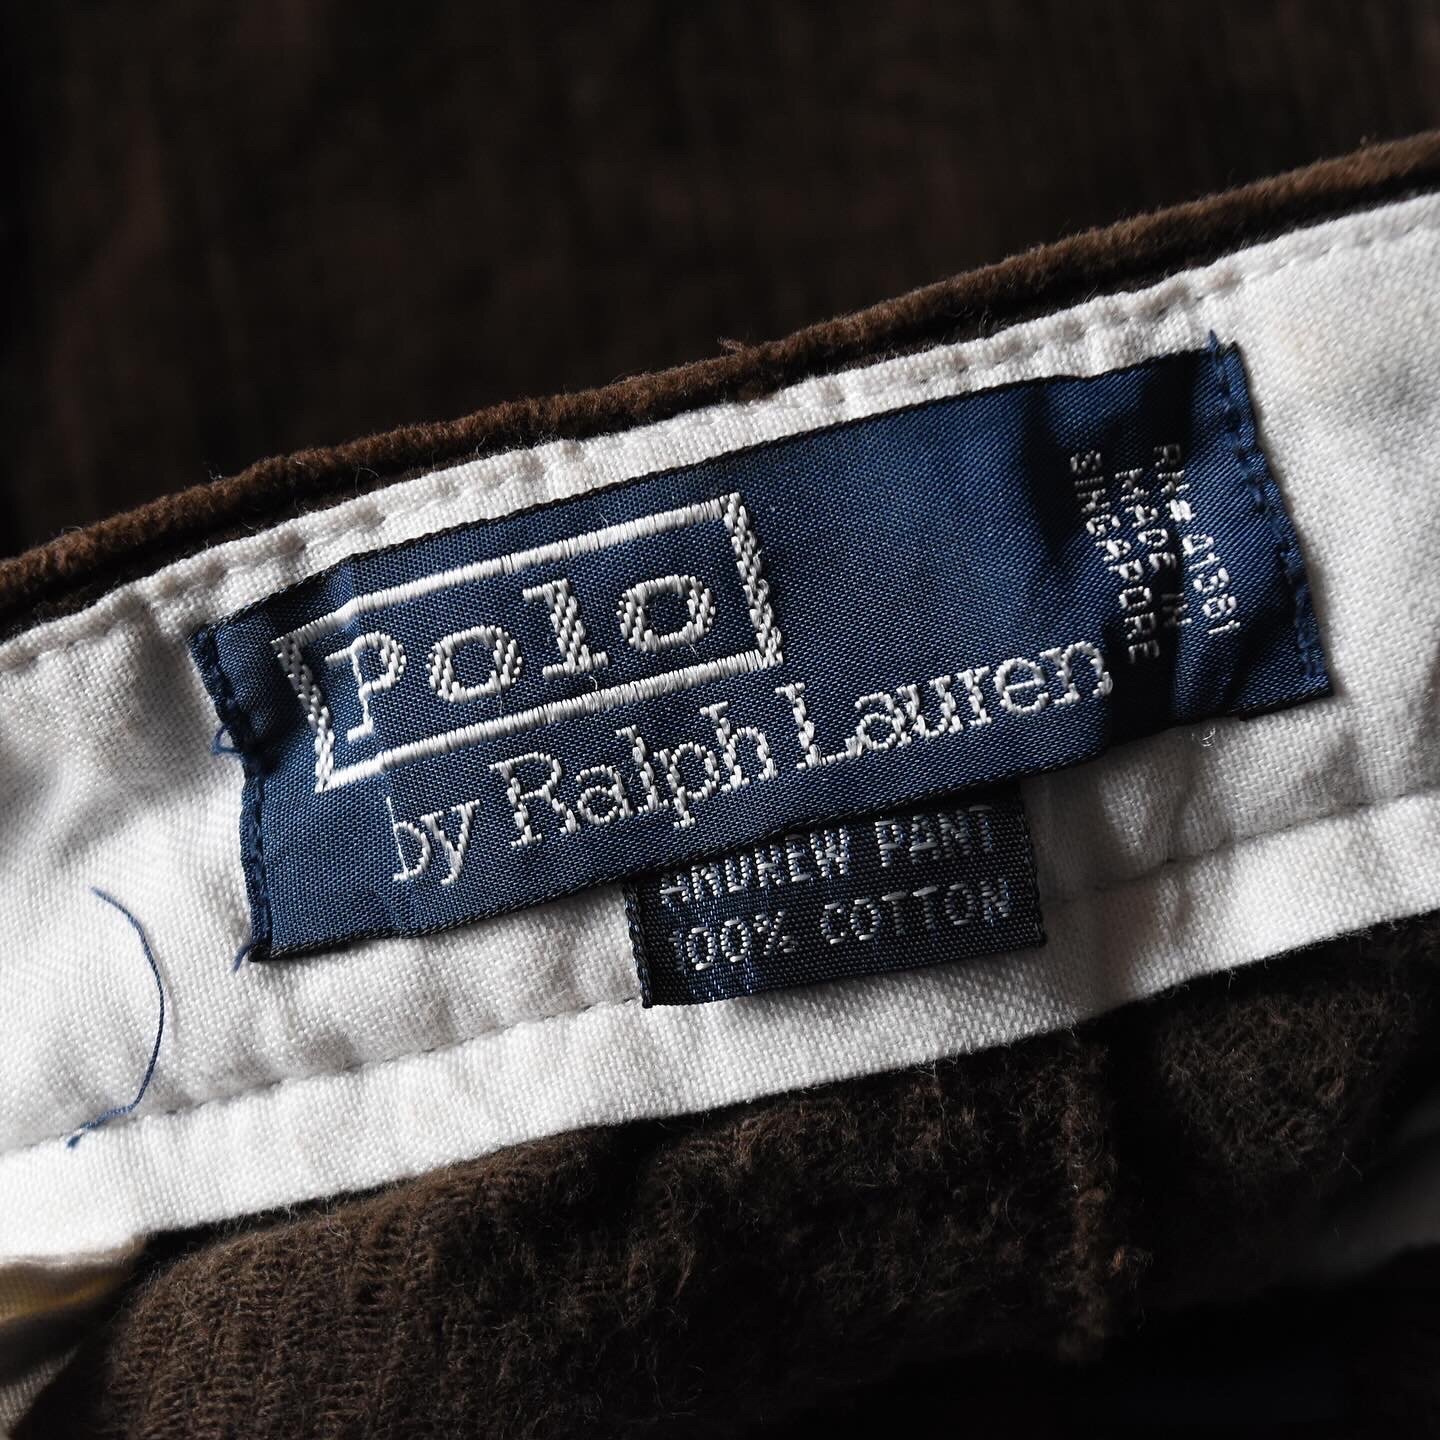 Polo
by Ralph Lauren
RN# 41381
MADE IN
SINGAPORE
ANDREW PANT
100% COTTON